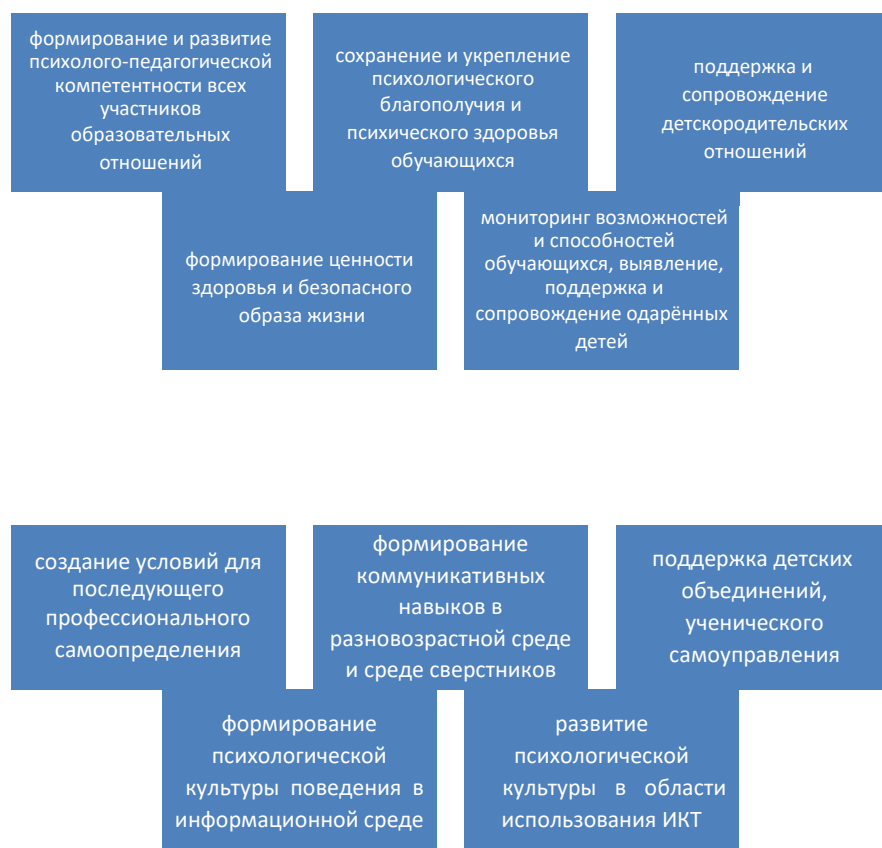 формирование и развитие
психолого-педагогической
компетентности всех
участников
образовательных
отношений
сохранение и укрепление
психологического
благополучия и
психического здоровья
обучающихся
поддержка и
сопровождение
детскородительских
отношений
формирование ценности
здоровья и безопасного
образа жизни
мониторинг возможностей
и способностей
обучающихся, выявление,
поддержка и
сопровождение одарённых
детей
создание условий для
последующего
профессионального
самоопределения
формирование
коммуникативных
навыков в
разновозрастной среде
и среде сверстников
поддержка детских
объединений,
ученического
самоуправления
формирование
психологической
культуры поведения в
информационной среде
развитие
психологической
культуры в области
использования ИКТ